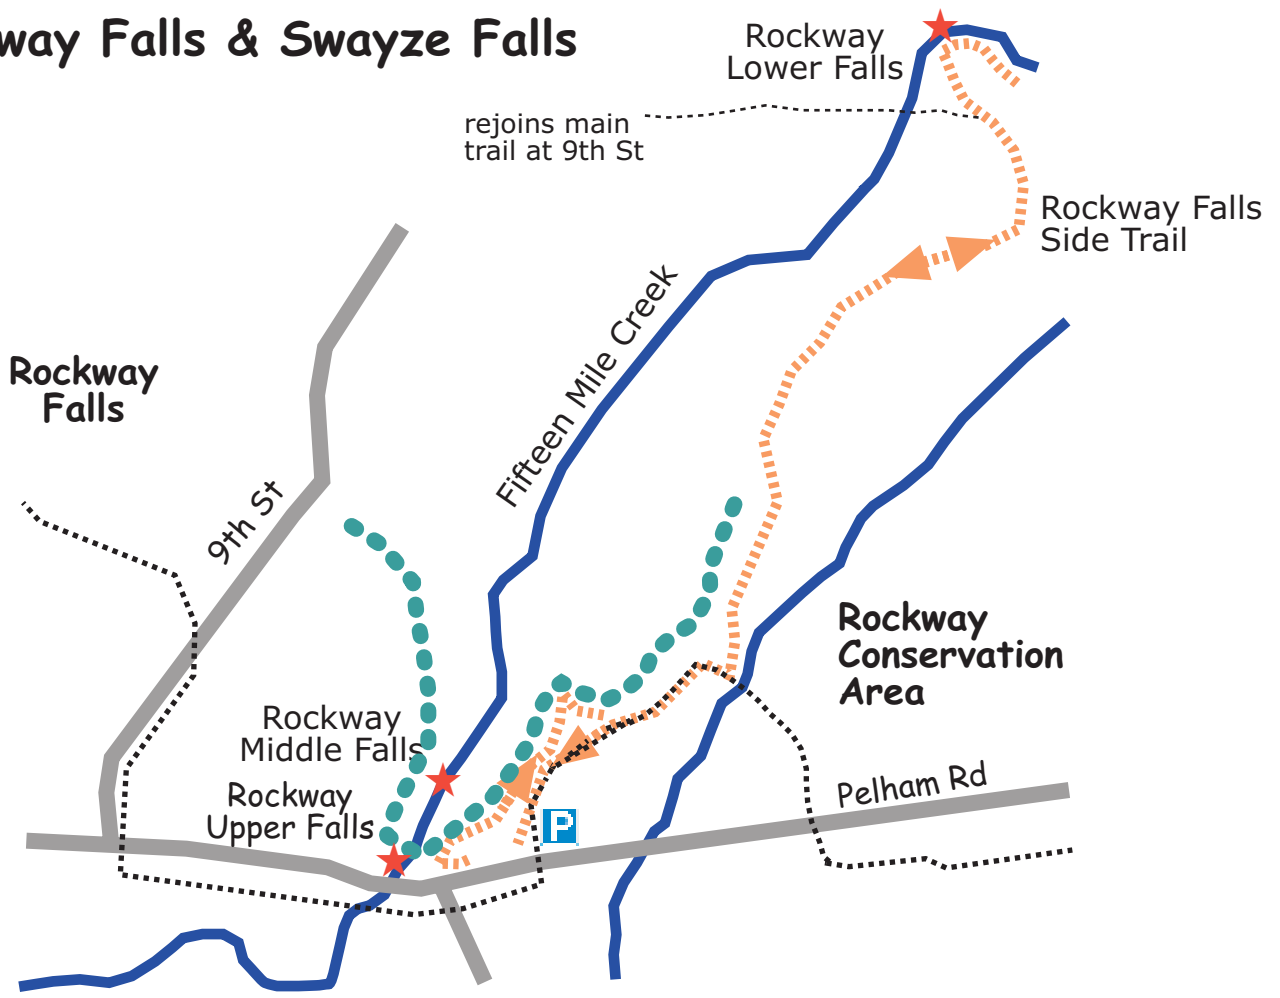 way Falls & Swayze Falls
Rockway
Lower Falls
rejoins main
trail at 9th St
Rockway Falls
Side Trail
Fifteen Mile Creek
Rockway
Falls
9th St
Rockway
Conservation
Area
Rockway
Middle Falls
Rockway
Upper Falls
Pelham Rd
P